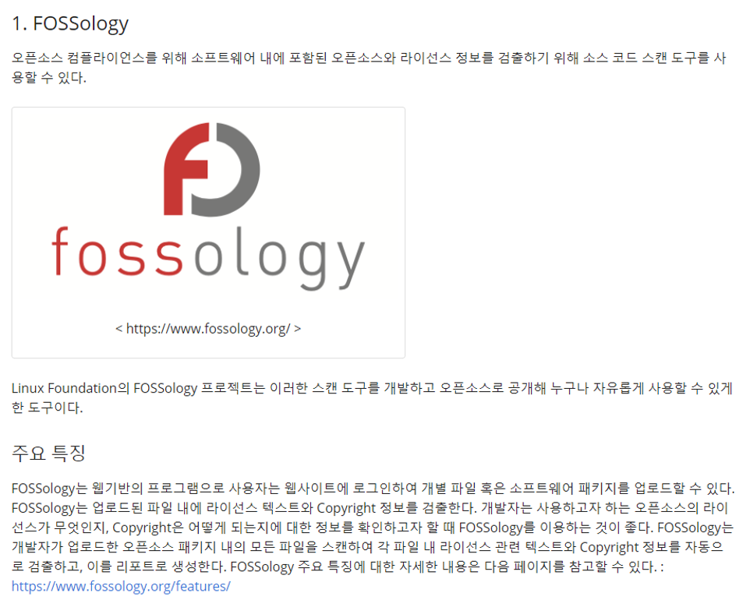 1. FOSSology
오픈소스 컴플라이언스를 위해 소프트웨어 내에 포함된 오픈소스와 라이선스 정보를 검출하기 위해 소스 코드 스캔 도구를 사
용할 수 있다.
fossology
< https://www.fossology.org/ >
Linux Foundation의 FOSSology 프로젝트는 이러한 스캔 도구를 개발하고 오픈소스로 공개해 누구나 자유롭게 사용할 수 있게
한 도구이다.
주요 특징
FOSSology는 웹기반의 프로그램으로 사용자는 웹사이트에 로그인하여 개별 파일 혹은 소프트웨어 패키지를 업로드할 수 있다.
FOSSology는 업로드된 파일 내에 라이선스 텍스트와 Copyright 정보를 검출한다. 개발자는 사용하고자 하는 오픈소스의 라이
선스가 무엇인지, Copyright은 어떻게 되는지에 대한 정보를 확인하고자 할 때 FOSSology를 이용하는 것이 좋다. FOSSology는
개발자가 업로드한 오픈소스 패키지 내의 모든 파일을 스캔하여 각 파일 내 라이선스 관련 텍스트와 Copyright 정보를 자동으
로 검출하고, 이를 리포트로 생성한다. FOSSology 주요 특징에 대한 자세한 내용은 다음 페이지를 참고할 수 있다. :
https://www.fossology.org/features/